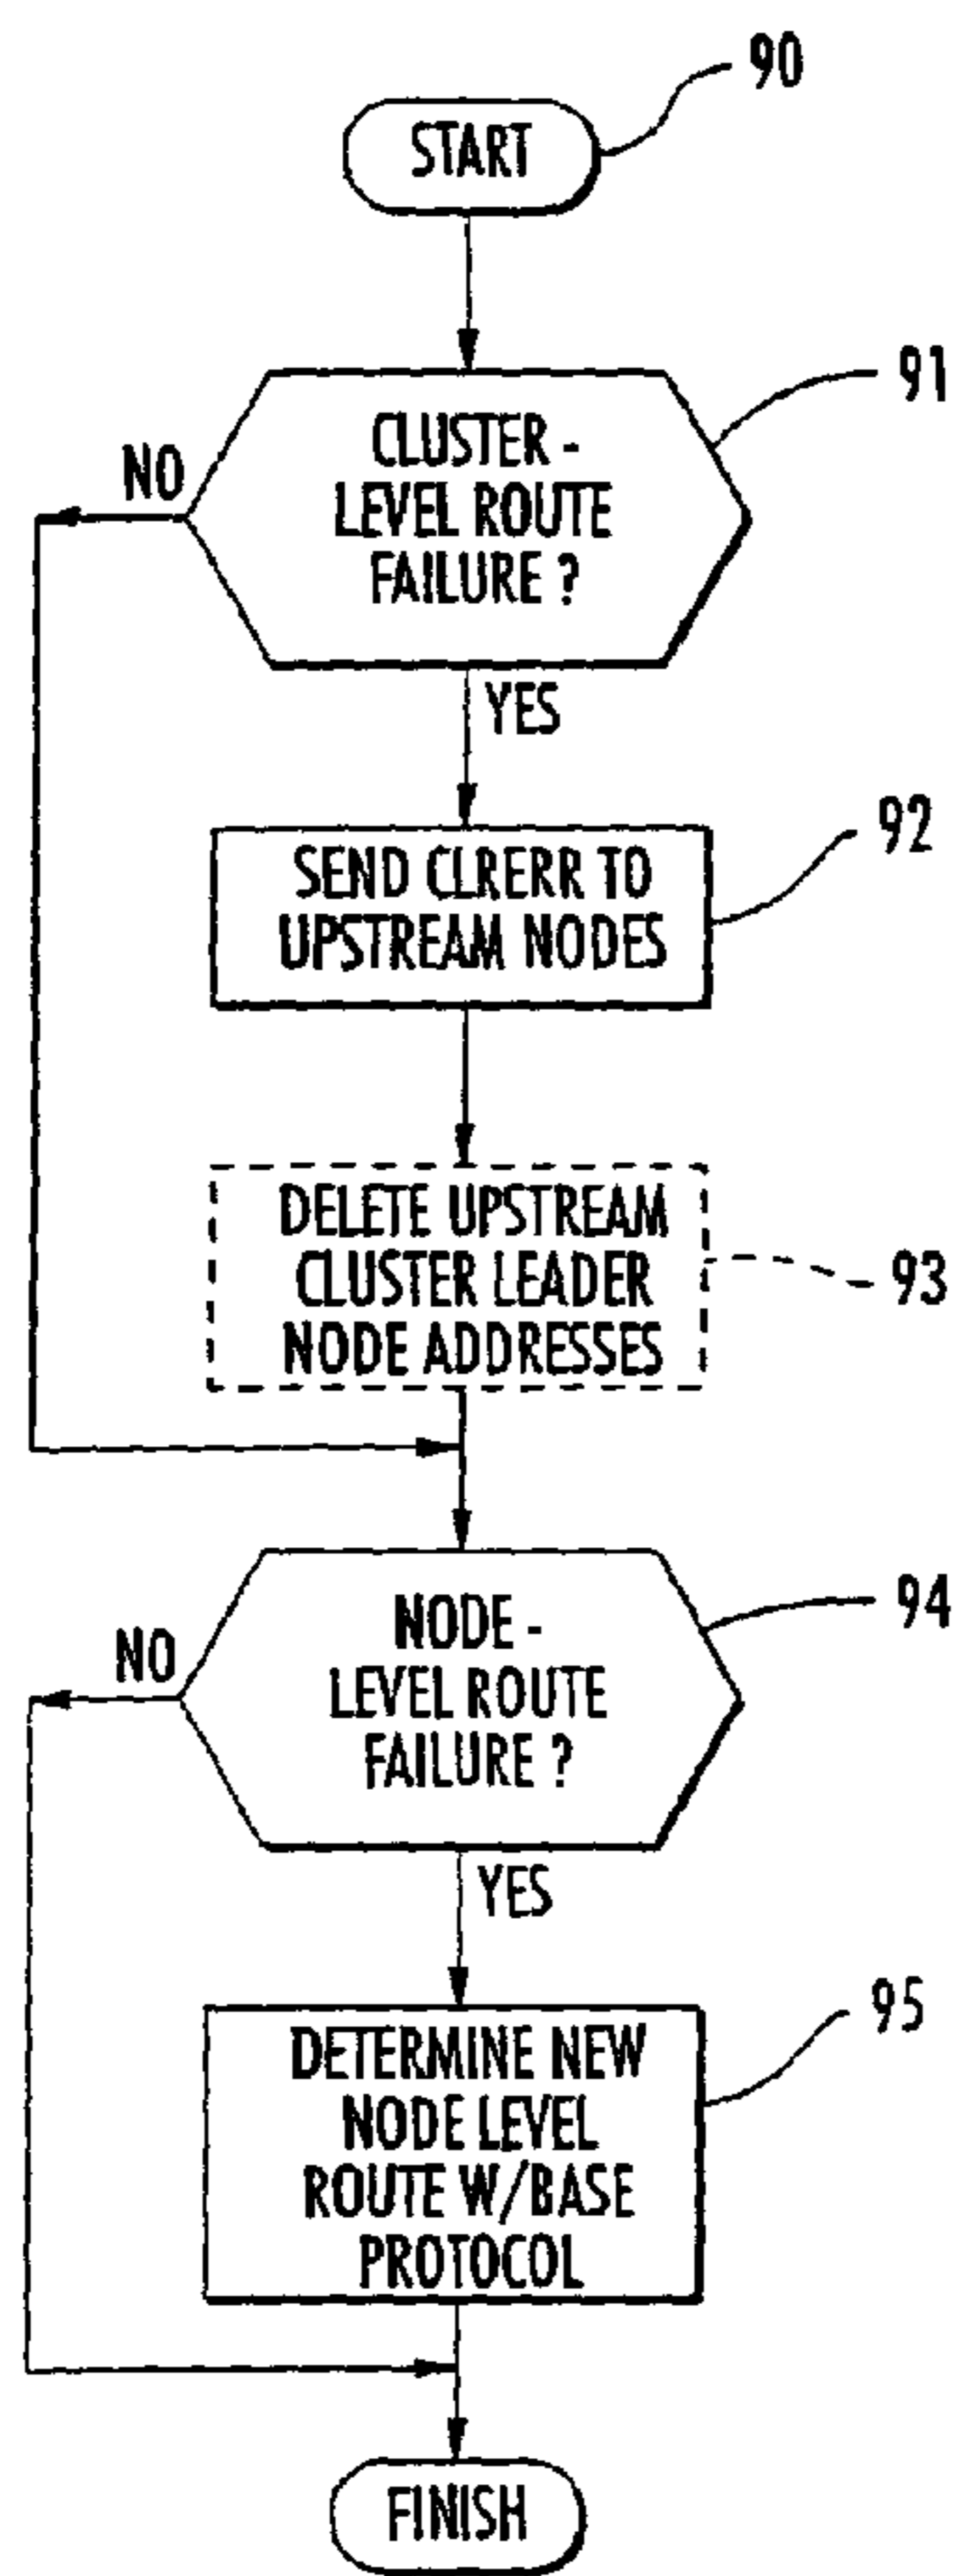 90
START
91
CLUSTER -
LEVEL ROUTE
FAILURE ?
NO
YES
92
SEND CLRERR TO
UPSTREAM NODES
DELETE UPSTREAM
CLUSTER LEADER
NODE ADDRESSES
93
NODE -
LEVEL ROUTE
FAILURE ?
94
NO
YES
95
DETERMINE NEW
NODE LEVEL
ROUTE W/BASE
PROTOCOL
FINISH